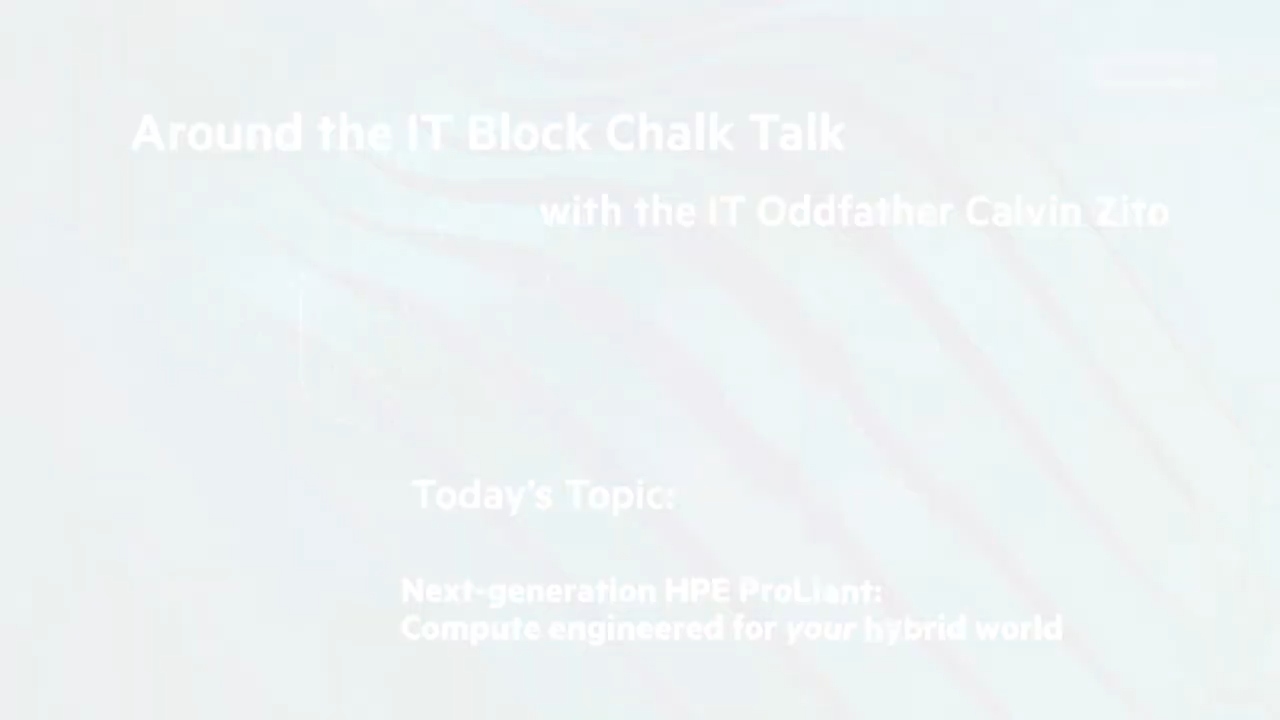 Around the IT Block Chalk Talk
with the IT Oddfather Calvin Zito
Today's Topic:
Next-generation HPE ProLiant:
Compute engineered for your hybrid world